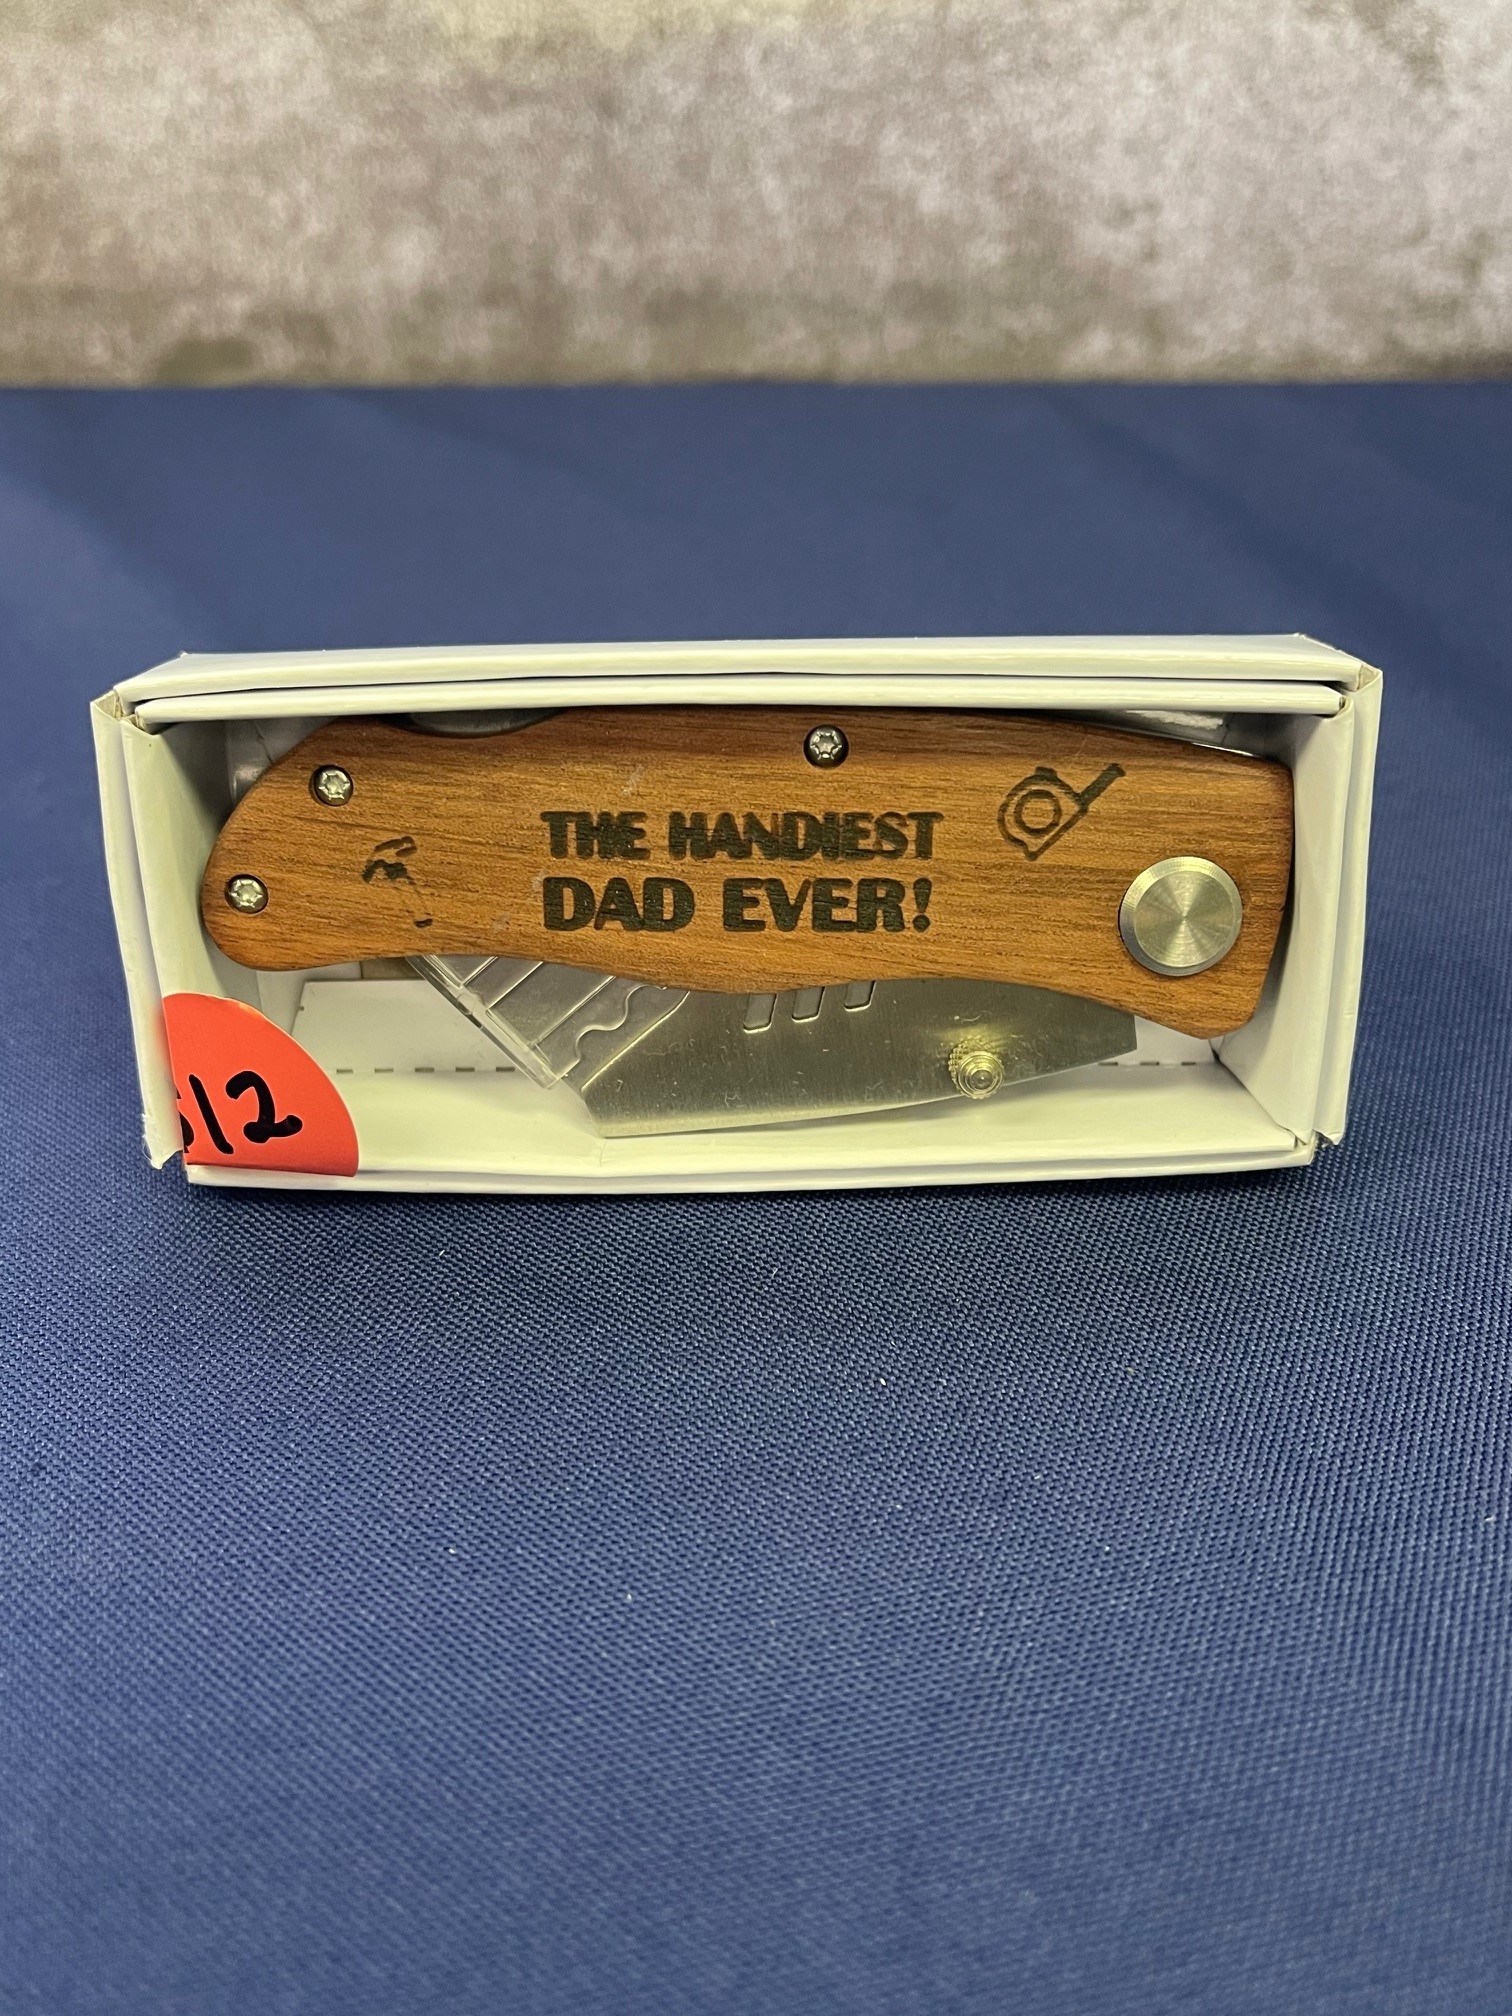 THE HANDIEST
DAD EVER!
$12